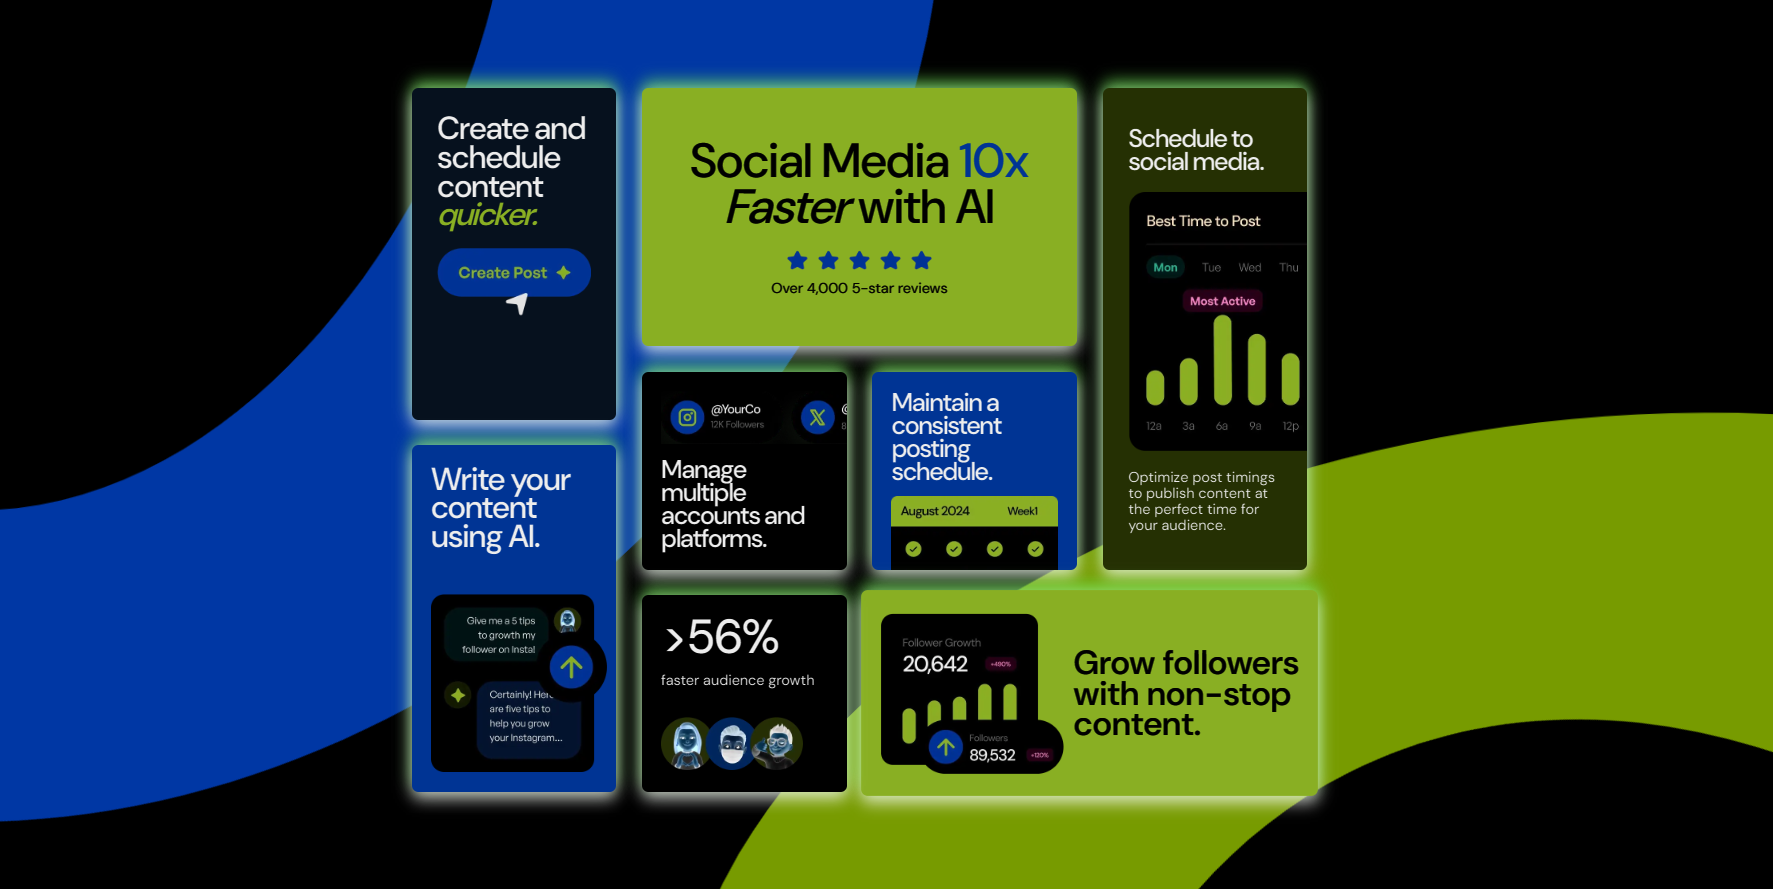 Create and
schedule
content
quicker.
Create Post
Social Media 10x
Faster with AI
Over 4,000 5-star reviews
Schedule to
social media.
Best Time to Post
Mon Tue Wed Thu
Most Active
12a 3a 6a 9a 12p
Optimize post timings
to publish content at
the perfect time for
your audience.
@YourCo
12K Followers
Manage
multiple
accounts and
platforms.
Maintain a
consistent
posting
schedule.
August 2024 Week1
Write your
content
using AI.
Give me a 5 tips
to growth my
follower on Insta!
Certainly! Here
are five tips to
help you grow
your Instagram...
>56%
faster audience growth
Follower Growth
20,642 +490%
Followers
89,532 +120%
Grow followers
with non-stop
content.